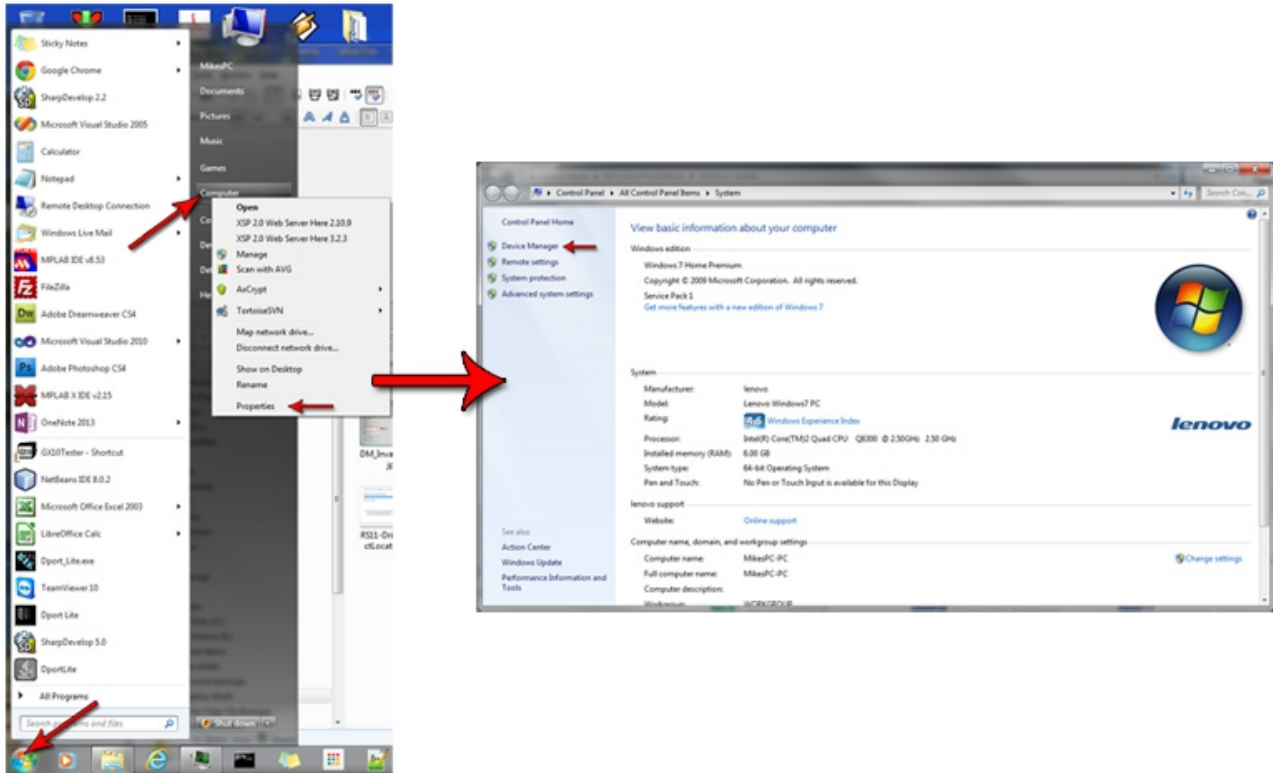 Sticky Notes
Google Chrome
SharpDevelop 2.2
Microsoft Visual Studio 2005
Calculator
Notepad
Remote Desktop Connection
Windows Live Mail
MPLAB IDE v8.53
FileZilla
Adobe Dreamweaver CS4
Microsoft Visual Studio 2010
Adobe Photoshop CS4
MPLAB X IDE v2.15
OneNote 2013
GX10Tester - Shortcut
NetBeans IDE 8.0.2
Microsoft Office Excel 2003
LibreOffice Calc
Dport_Lite.exe
TeamViewer 10
Dport Lite
SharpDevelop 5.0
DportLite
All Programs
Search programs and files
MikesPC
Documents
Pictures
Music
Games
Computer
Open
XSP 2.0 Web Server Here 2.10.9
XSP 2.0 Web Server Here 3.2.3
Manage
Scan with AVG
AxCrypt
TortoiseSVN
Map network drive...
Disconnect network drive...
Show on Desktop
Rename
Properties
Shut down
Control Panel All Control Panel Items System
Search Con...
Control Panel Home
Device Manager
Remote settings
System protection
Advanced system settings
See also
Action Center
Windows Update
Performance Information and
Tools
View basic information about your computer
Windows edition
Windows 7 Home Premium
Copyright © 2009 Microsoft Corporation. All rights reserved.
Service Pack 1
Get more features with a new edition of Windows 7
System
Manufacturer: lenovo
Model: Lenovo Windows7 PC
Rating: 4.6 Windows Experience Index
Processor: Intel(R) Core(TM)2 Quad CPU Q8300 @ 2.50GHz 2.50 GHz
Installed memory (RAM): 6.00 GB
System type: 64-bit Operating System
Pen and Touch: No Pen or Touch Input is available for this Display
lenovo
lenovo support
Website: Online support
Computer name, domain, and workgroup settings
Computer name: MikesPC-PC
Change settings
Full computer name: MikesPC-PC
Computer description:
Workgroup: WORKGROUP